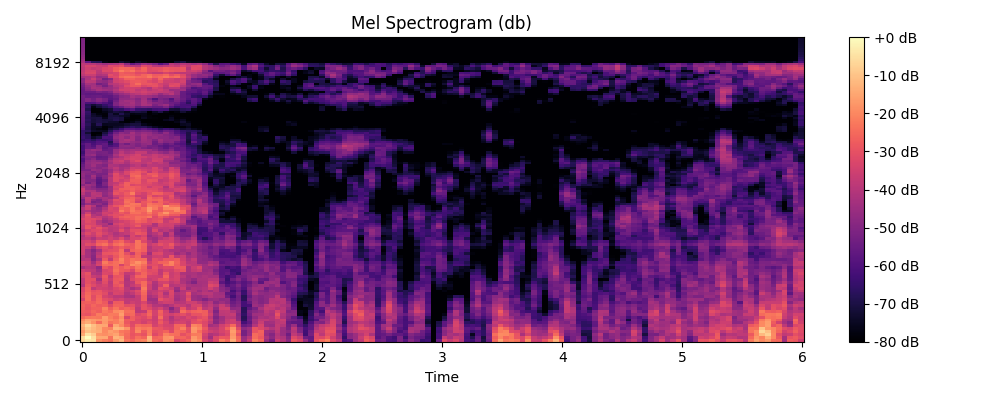 Mel Spectrogram (db)
Hz
8192
4096
2048
1024
512
0
0 1 2 3 4 5 6
Time
+0 dB
-10 dB
-20 dB
-30 dB
-40 dB
-50 dB
-60 dB
-70 dB
-80 dB